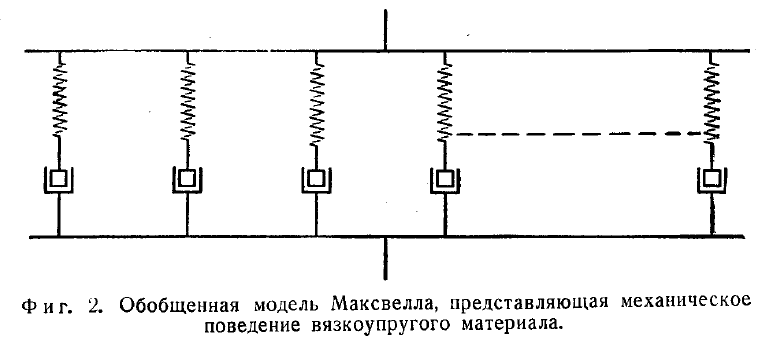 Фиг. 2. Обобщенная модель Максвелла, представляющая механическое
поведение вязкоупругого материала.